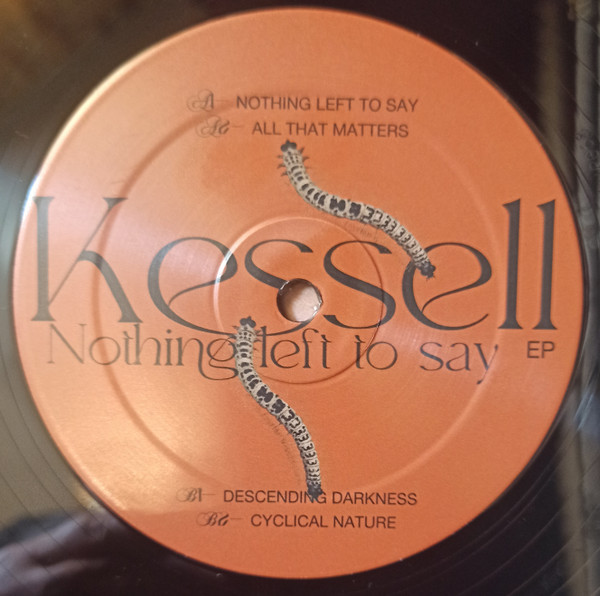 A1 NOTHING LEFT TO SAY
A2 ALL THAT MATTERS
Kessell
Nothing left to say EP
B1 DESCENDING DARKNESS
B2 CYCLICAL NATURE